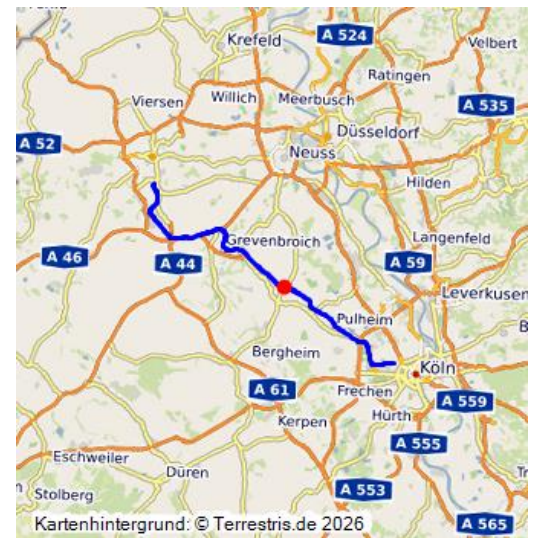 Krefeld
A 524
Velbert
Ratingen
Viersen
Willich
Meerbusch
A 535
A 52
Düsseldorf
Neuss
Hilden
Grevenbroich
Langenfeld
A 46
A 44
A 59
Leverkusen
Pulheim
Bergheim
Köln
A 61
Frechen
A 559
Hürth
Kerpen
A 555
Eschweiler
Düren
A 553
Stolberg
Kartenhintergrund: © Terrestris.de 2026
A 565